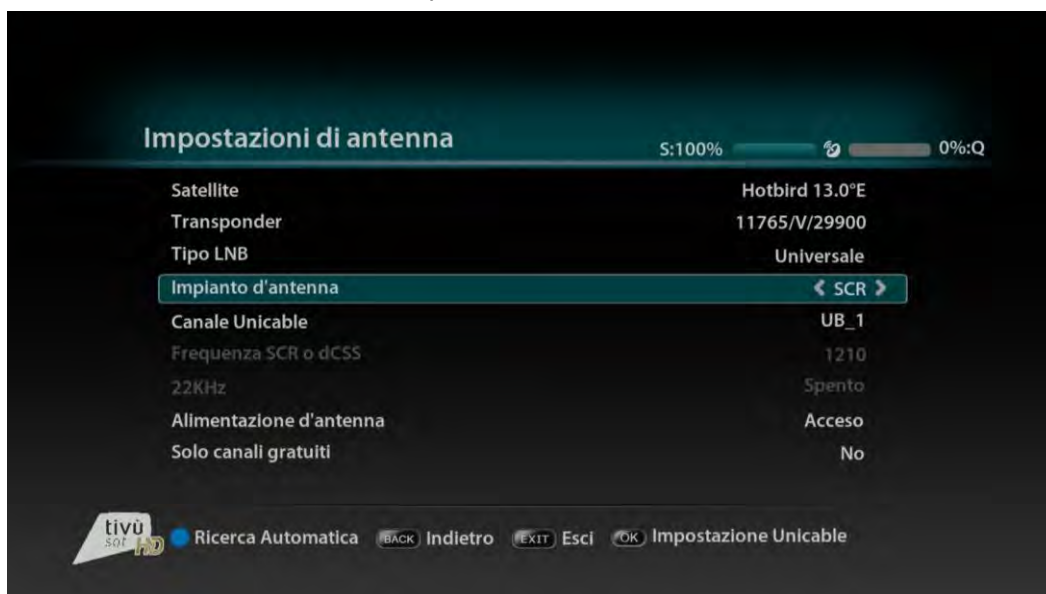 Impostazioni di antenna
S:100% 0%:Q
Satellite Hotbird 13.0°E
Transponder 11765/V/29900
Tipo LNB Universale
Impianto d'antenna SCR
Canale Unicable UB_1
Frequenza SCR o dCSS 1210
22KHz Spento
Alimentazione d'antenna Acceso
Solo canali gratuiti No
tivù
sat HD
Ricerca Automatica BACK Indietro EXIT Esci OK Impostazione Unicable